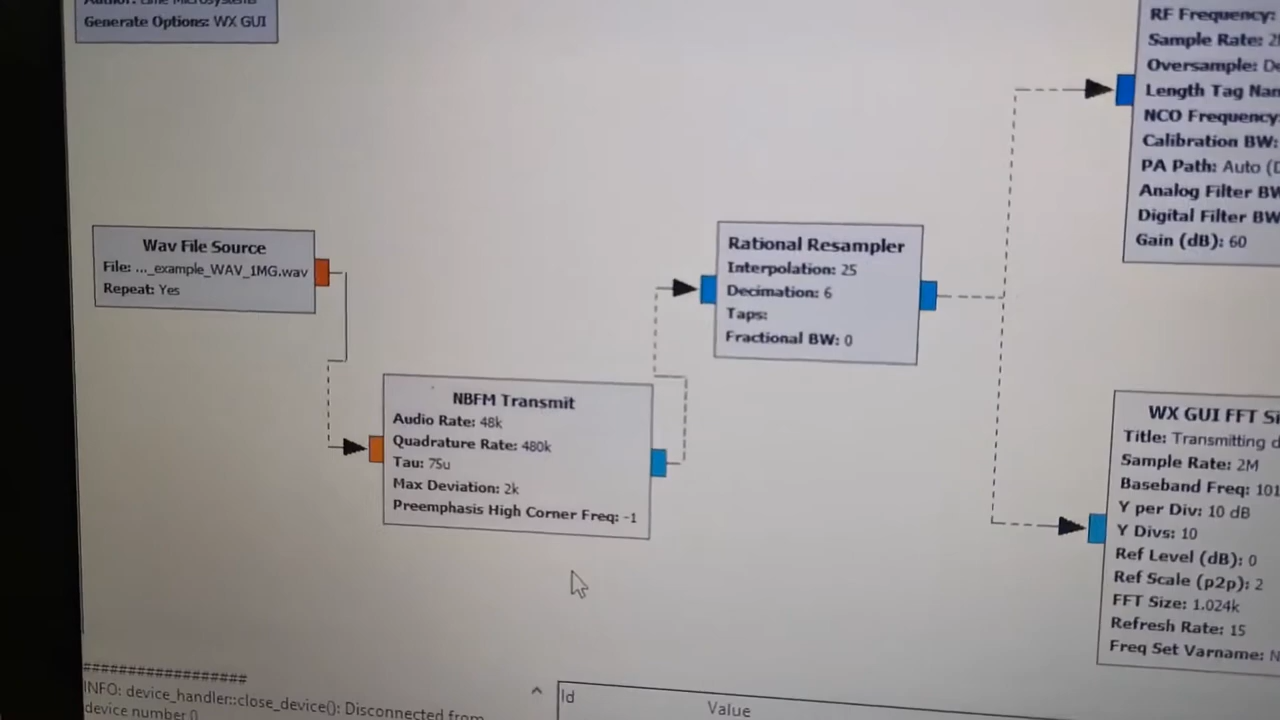 Author: Lime Microsystems
Generate Options: WX GUI
RF Frequency:
Sample Rate:
Oversample:
Length Tag
NCO Frequency:
Calibration BW:
PA Path: Auto
Analog Filter
Digital Filter
Gain (dB): 60
Wav File Source
File: ..._example_WAV_1MG.wav
Repeat: Yes
Rational Resampler
Interpolation: 25
Decimation: 6
Taps:
Fractional BW: 0
NBFM Transmit
Audio Rate: 48k
Quadrature Rate: 480k
Tau: 75u
Max Deviation: 2k
Preemphasis High Corner Freq: -1
WX GUI FFT
Title: Transmitting
Sample Rate: 2M
Baseband Freq: 101
Y per Div: 10 dB
Y Divs: 10
Ref Level (dB): 0
Ref Scale (p2p): 2
FFT Size: 1.024k
Refresh Rate: 15
Freq Set Varname:
##################
INFO: device_handler::close_device(): Disconnected from
device number 0
Id
Value